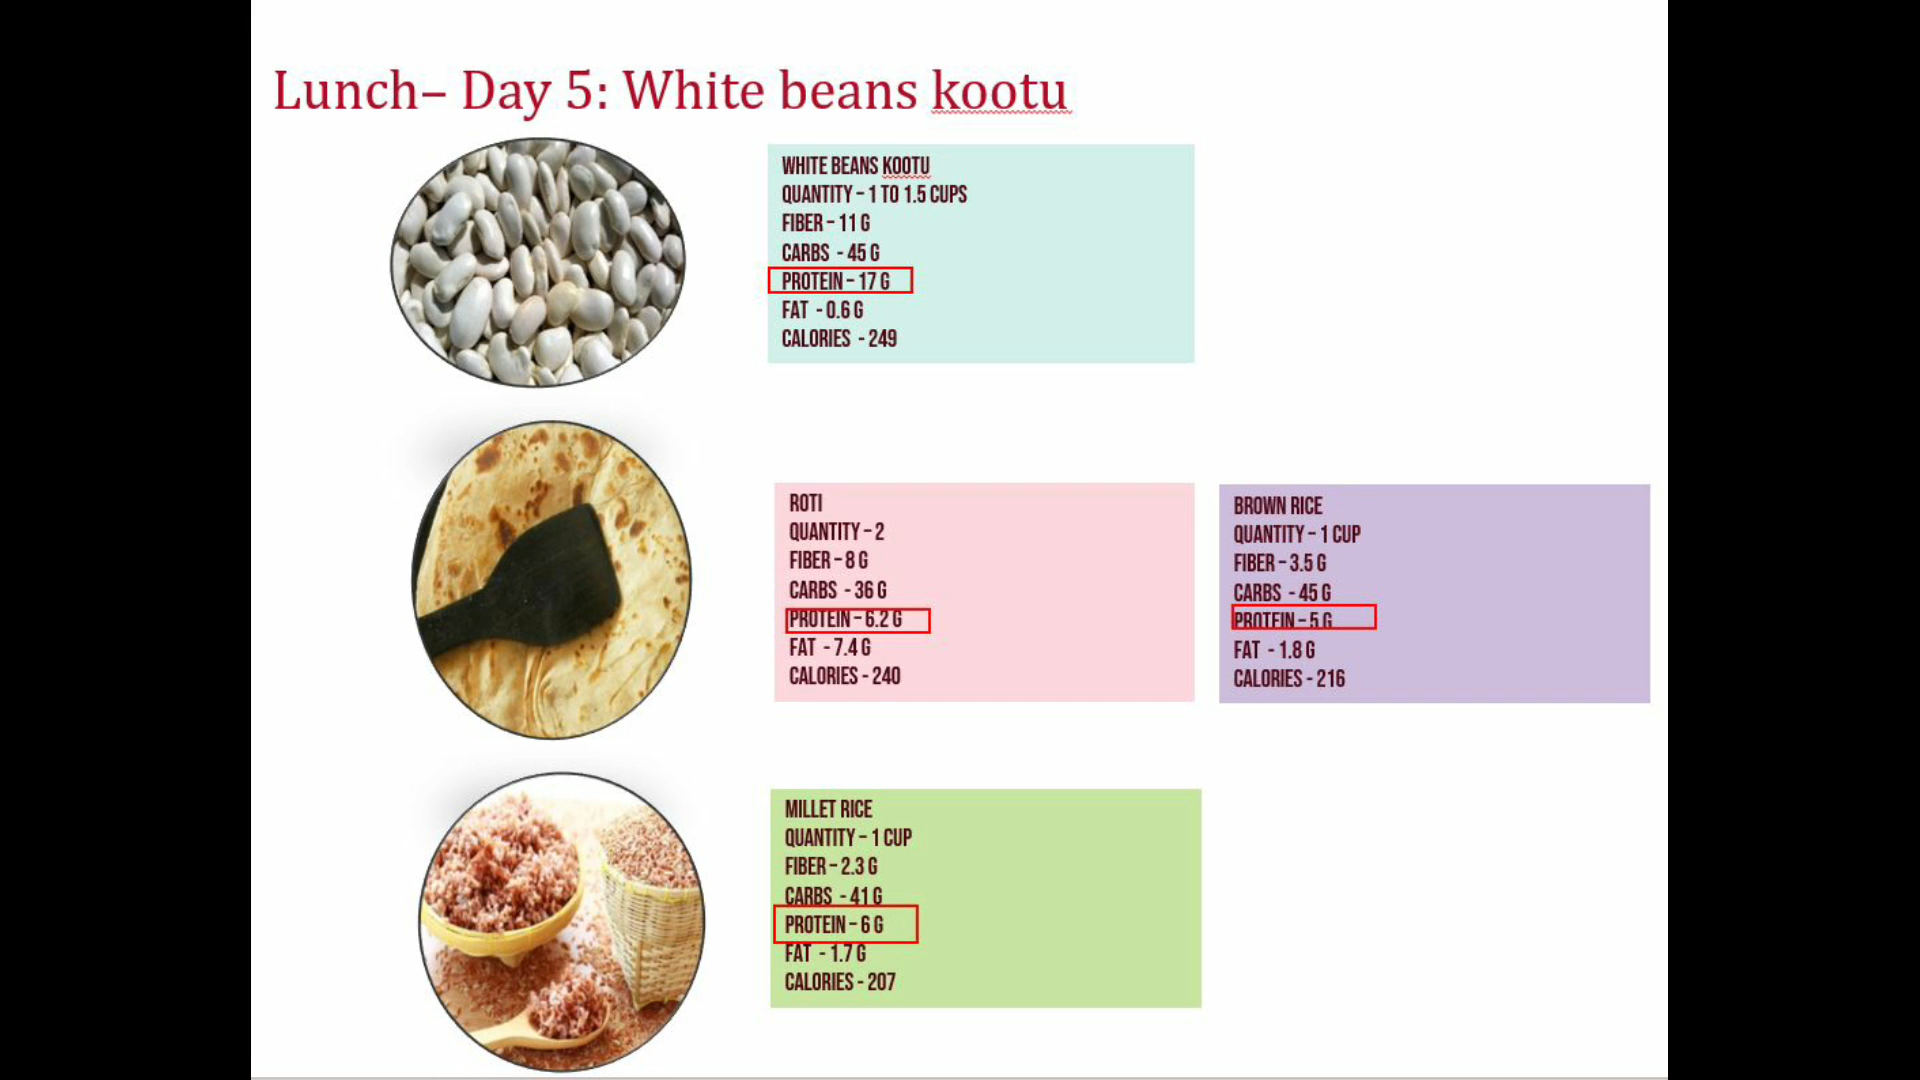 Lunch– Day 5: White beans kootu
WHITE BEANS KOOTU
QUANTITY – 1 TO 1.5 CUPS
FIBER – 11 G
CARBS - 45 G
PROTEIN – 17 G
FAT - 0.6 G
CALORIES - 249
ROTI
QUANTITY – 2
FIBER – 8 G
CARBS - 36 G
PROTEIN – 6.2 G
FAT - 7.4 G
CALORIES - 240
BROWN RICE
QUANTITY – 1 CUP
FIBER – 3.5 G
CARBS - 45 G
PROTEIN – 5 G
FAT - 1.8 G
CALORIES - 216
MILLET RICE
QUANTITY – 1 CUP
FIBER – 2.3 G
CARBS - 41 G
PROTEIN – 6 G
FAT - 1.7 G
CALORIES - 207